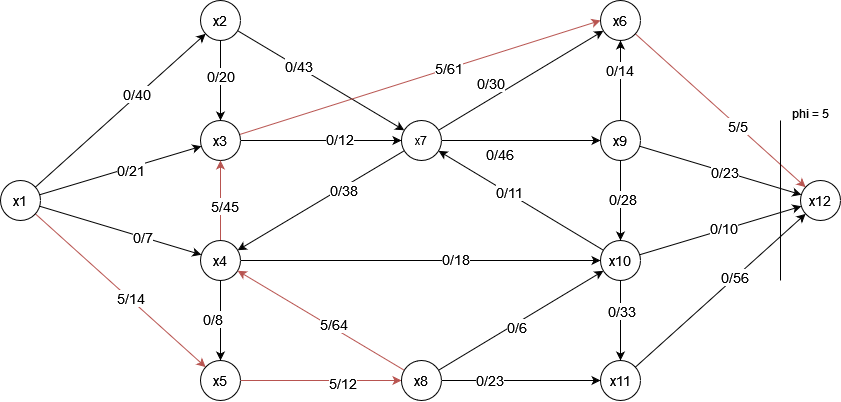 x2
x6
0/43
5/61
0/20
0/14
0/40
0/30
phi = 5
5/5
x3
0/12
x7
x9
0/46
0/21
0/23
0/38
0/11
0/28
x1
x12
5/45
0/7
0/10
x4
0/18
x10
0/56
5/14
0/8
5/64
0/6
0/33
x5
5/12
x8
0/23
x11